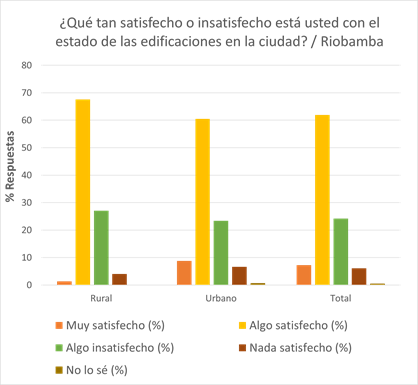 ¿Qué tan satisfecho o insatisfecho está usted con el
estado de las edificaciones en la ciudad? / Riobamba
80
70
60
50
40
30
20
10
0
% Respuestas
Rural
Urbano
Total
Muy satisfecho (%)
Algo satisfecho (%)
Algo insatisfecho (%)
Nada satisfecho (%)
No lo sé (%)